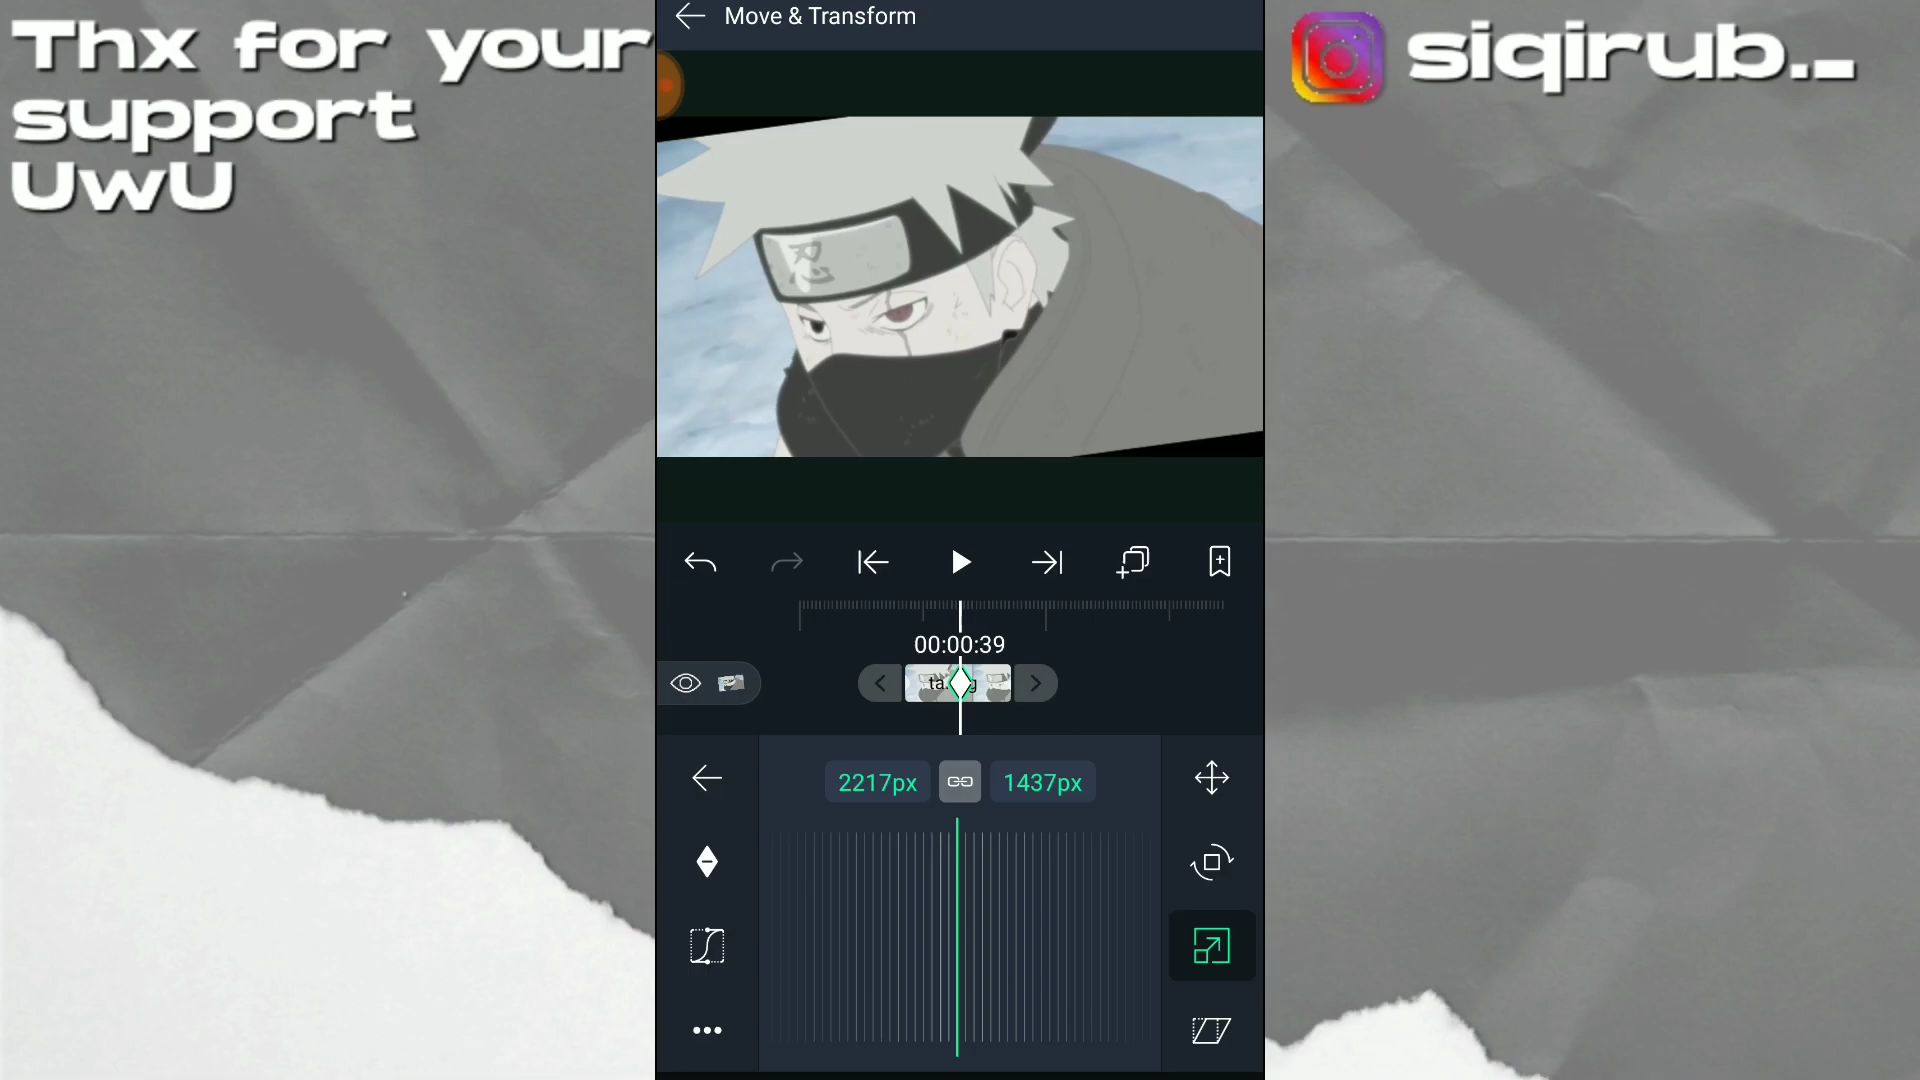 Thx for your
support
UwU
Move & Transform
siqirub._
00:00:39
2217px
1437px